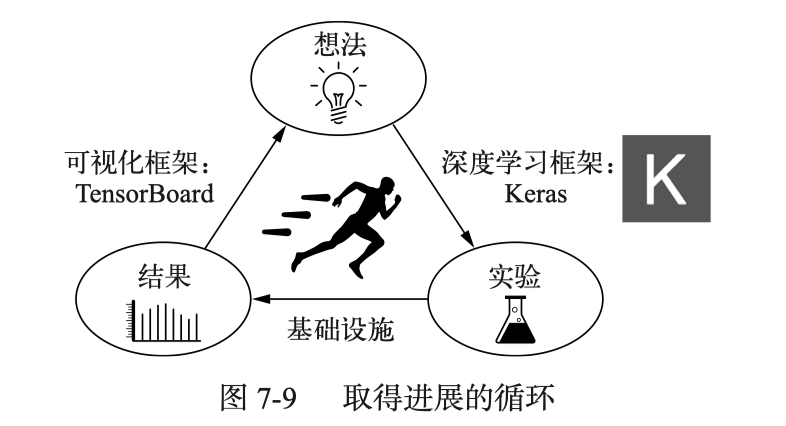 想法
可视化框架：
TensorBoard
深度学习框架：
Keras
K
结果
实验
基础设施
图 7-9 取得进展的循环